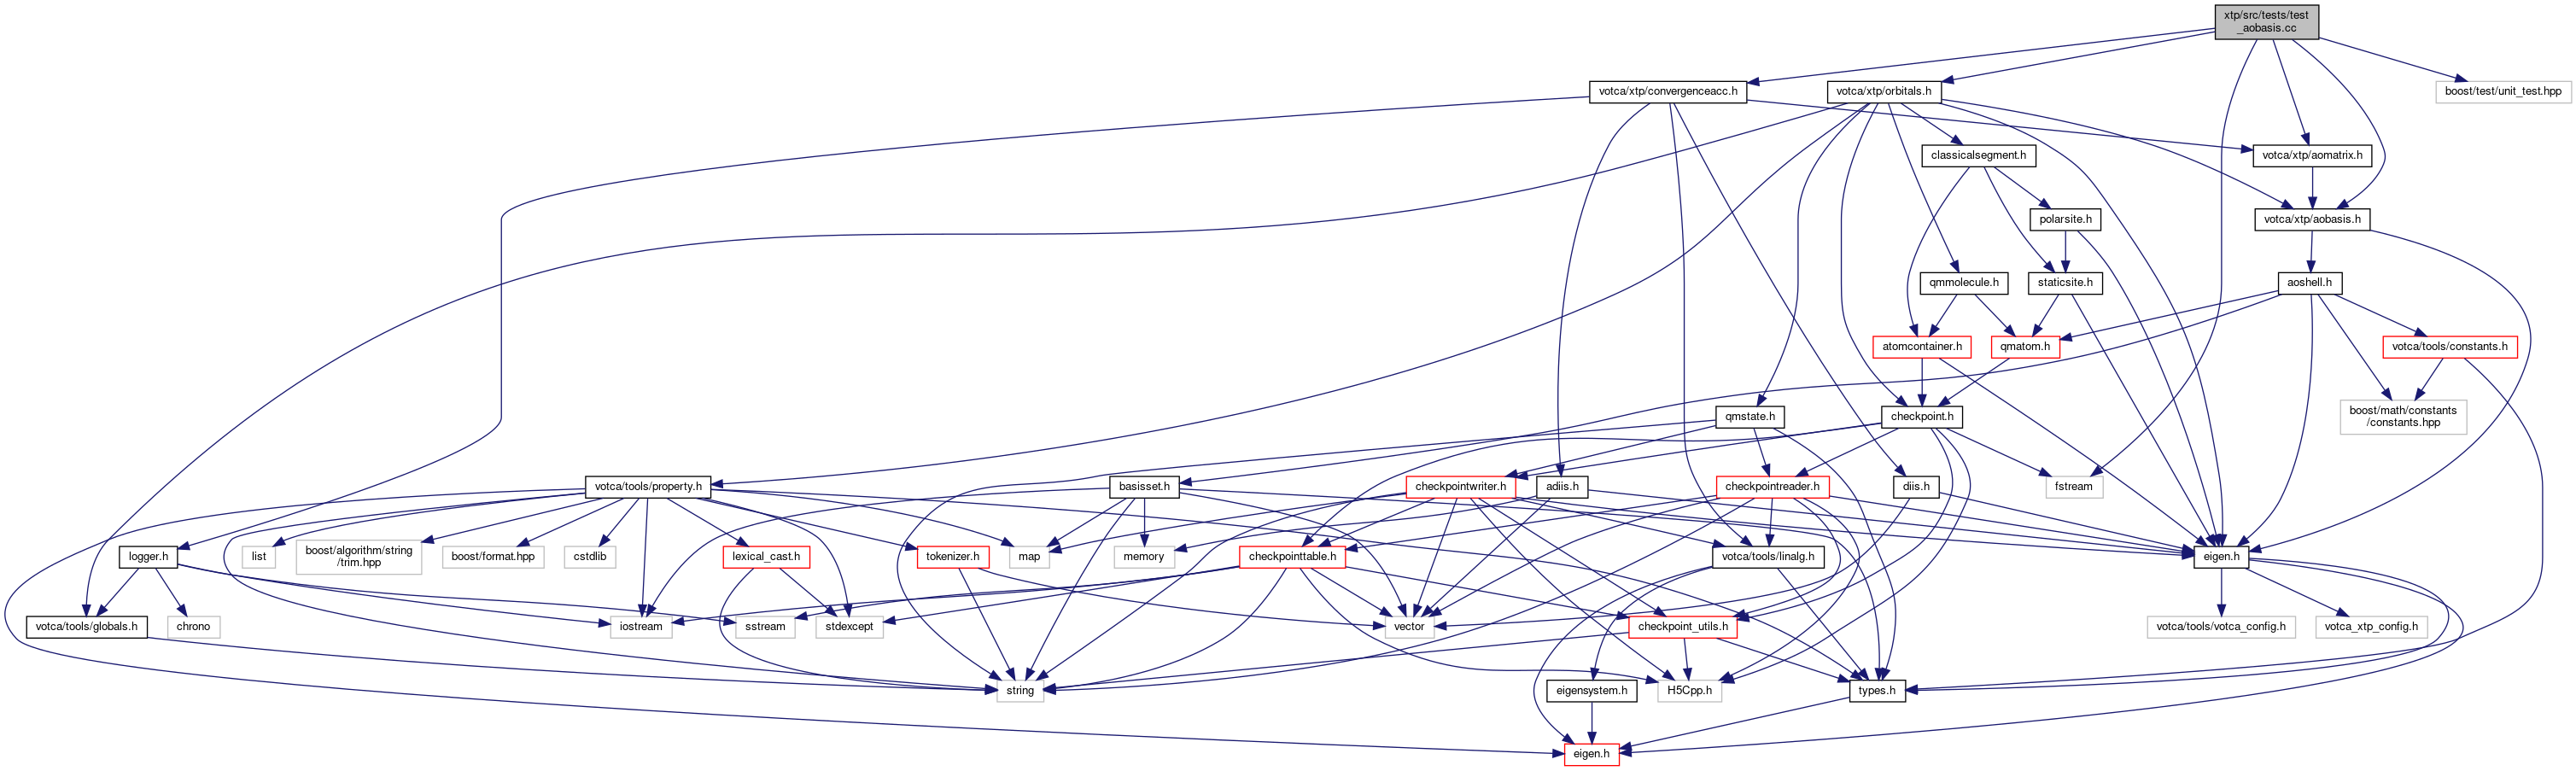 xtp/src/tests/test
_aobasis.cc
votca/xtp/convergenceacc.h
votca/xtp/orbitals.h
boost/test/unit_test.hpp
classicalsegment.h
votca/xtp/aomatrix.h
polarsite.h
votca/xtp/aobasis.h
qmmolecule.h
staticsite.h
aoshell.h
atomcontainer.h
qmatom.h
votca/tools/constants.h
qmstate.h
checkpoint.h
boost/math/constants
/constants.hpp
votca/tools/property.h
basisset.h
checkpointwriter.h
adiis.h
checkpointreader.h
diis.h
fstream
logger.h
list
boost/algorithm/string
/trim.hpp
boost/format.hpp
cstdlib
lexical_cast.h
tokenizer.h
map
memory
checkpointtable.h
votca/tools/linalg.h
eigen.h
votca/tools/globals.h
chrono
iostream
sstream
stdexcept
vector
checkpoint_utils.h
votca/tools/votca_config.h
votca_xtp_config.h
string
eigensystem.h
H5Cpp.h
types.h
eigen.h